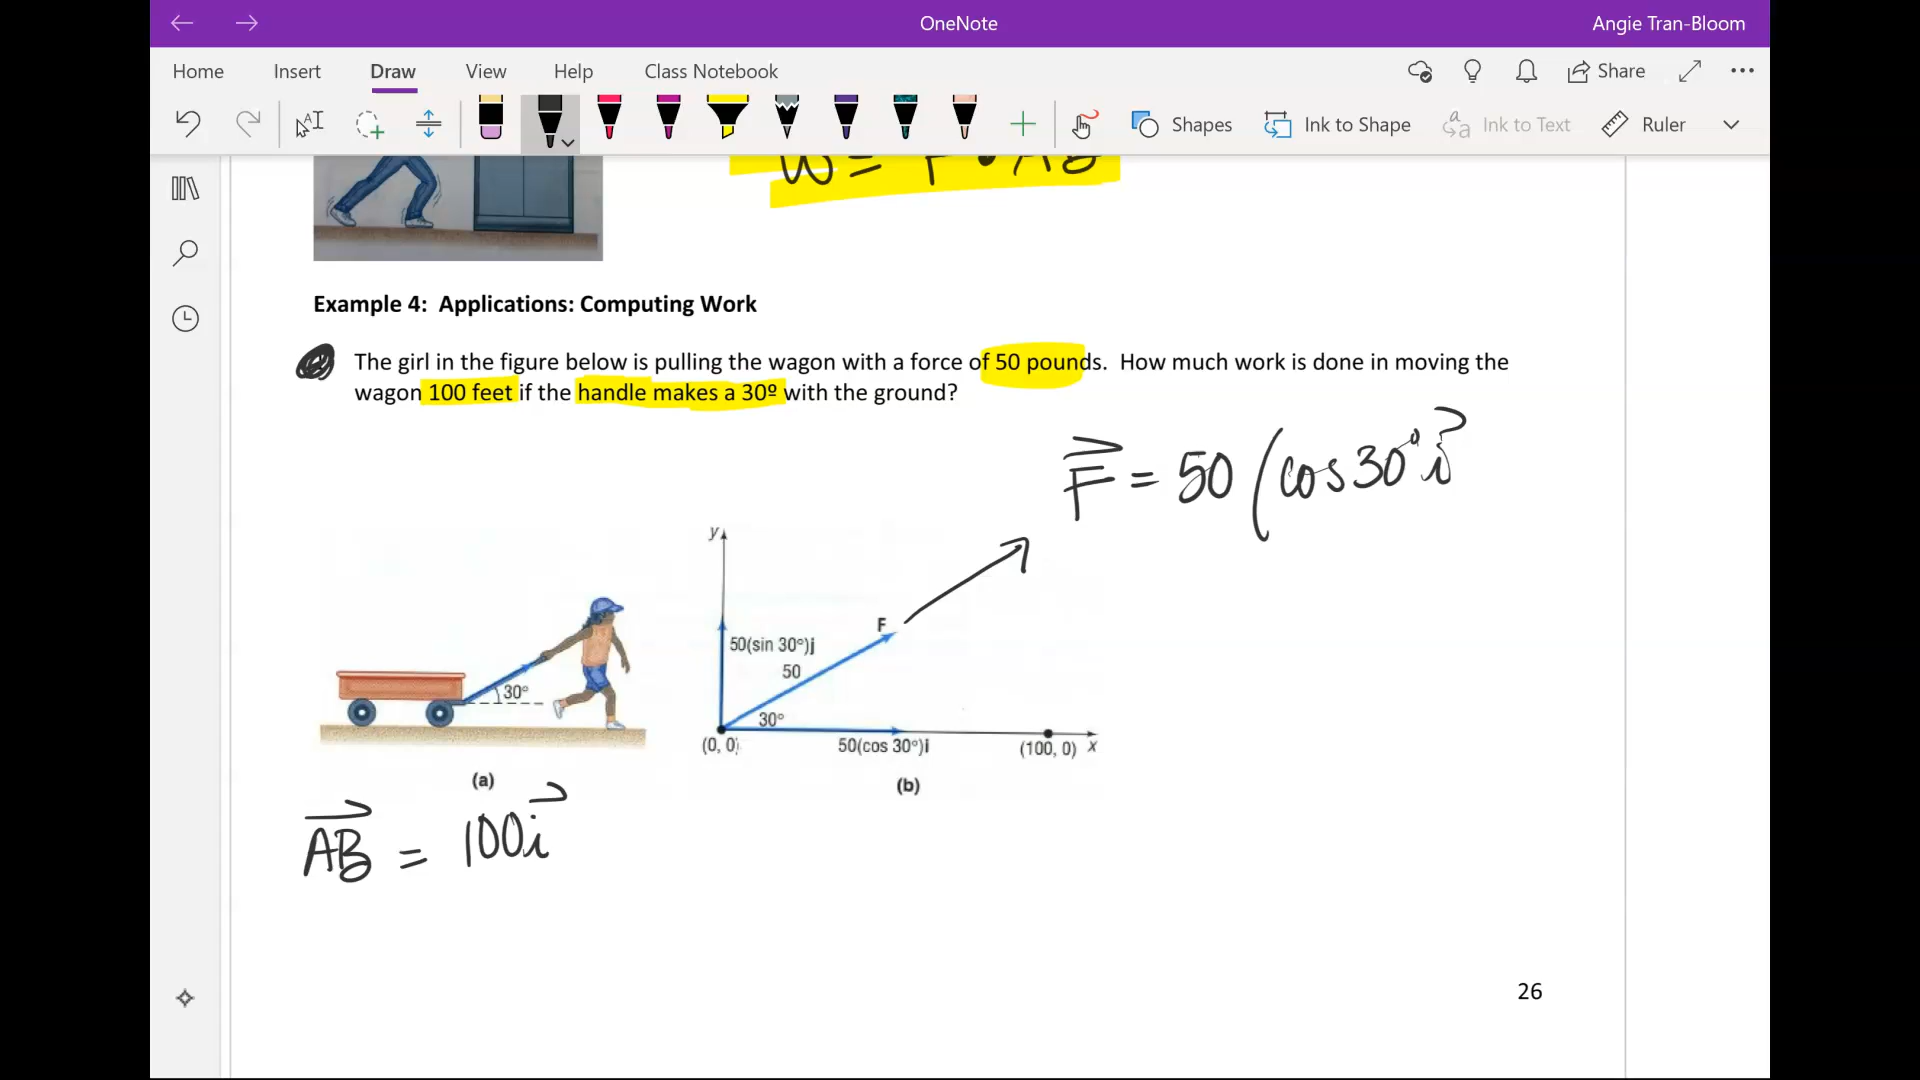 OneNote
Angie Tran-Bloom
Home Insert Draw View Help Class Notebook Share
Shapes Ink to Shape Ink to Text Ruler
W = F • AB
Example 4: Applications: Computing Work
The girl in the figure below is pulling the wagon with a force of 50 pounds. How much work is done in moving the
wagon 100 feet if the handle makes a 30º with the ground?
F = 50 (cos 30° i
y
F
50(sin 30°)j
50
30°
30°
(0, 0)
50(cos 30°)i
(100, 0) x
(a)
(b)
AB = 100i
26